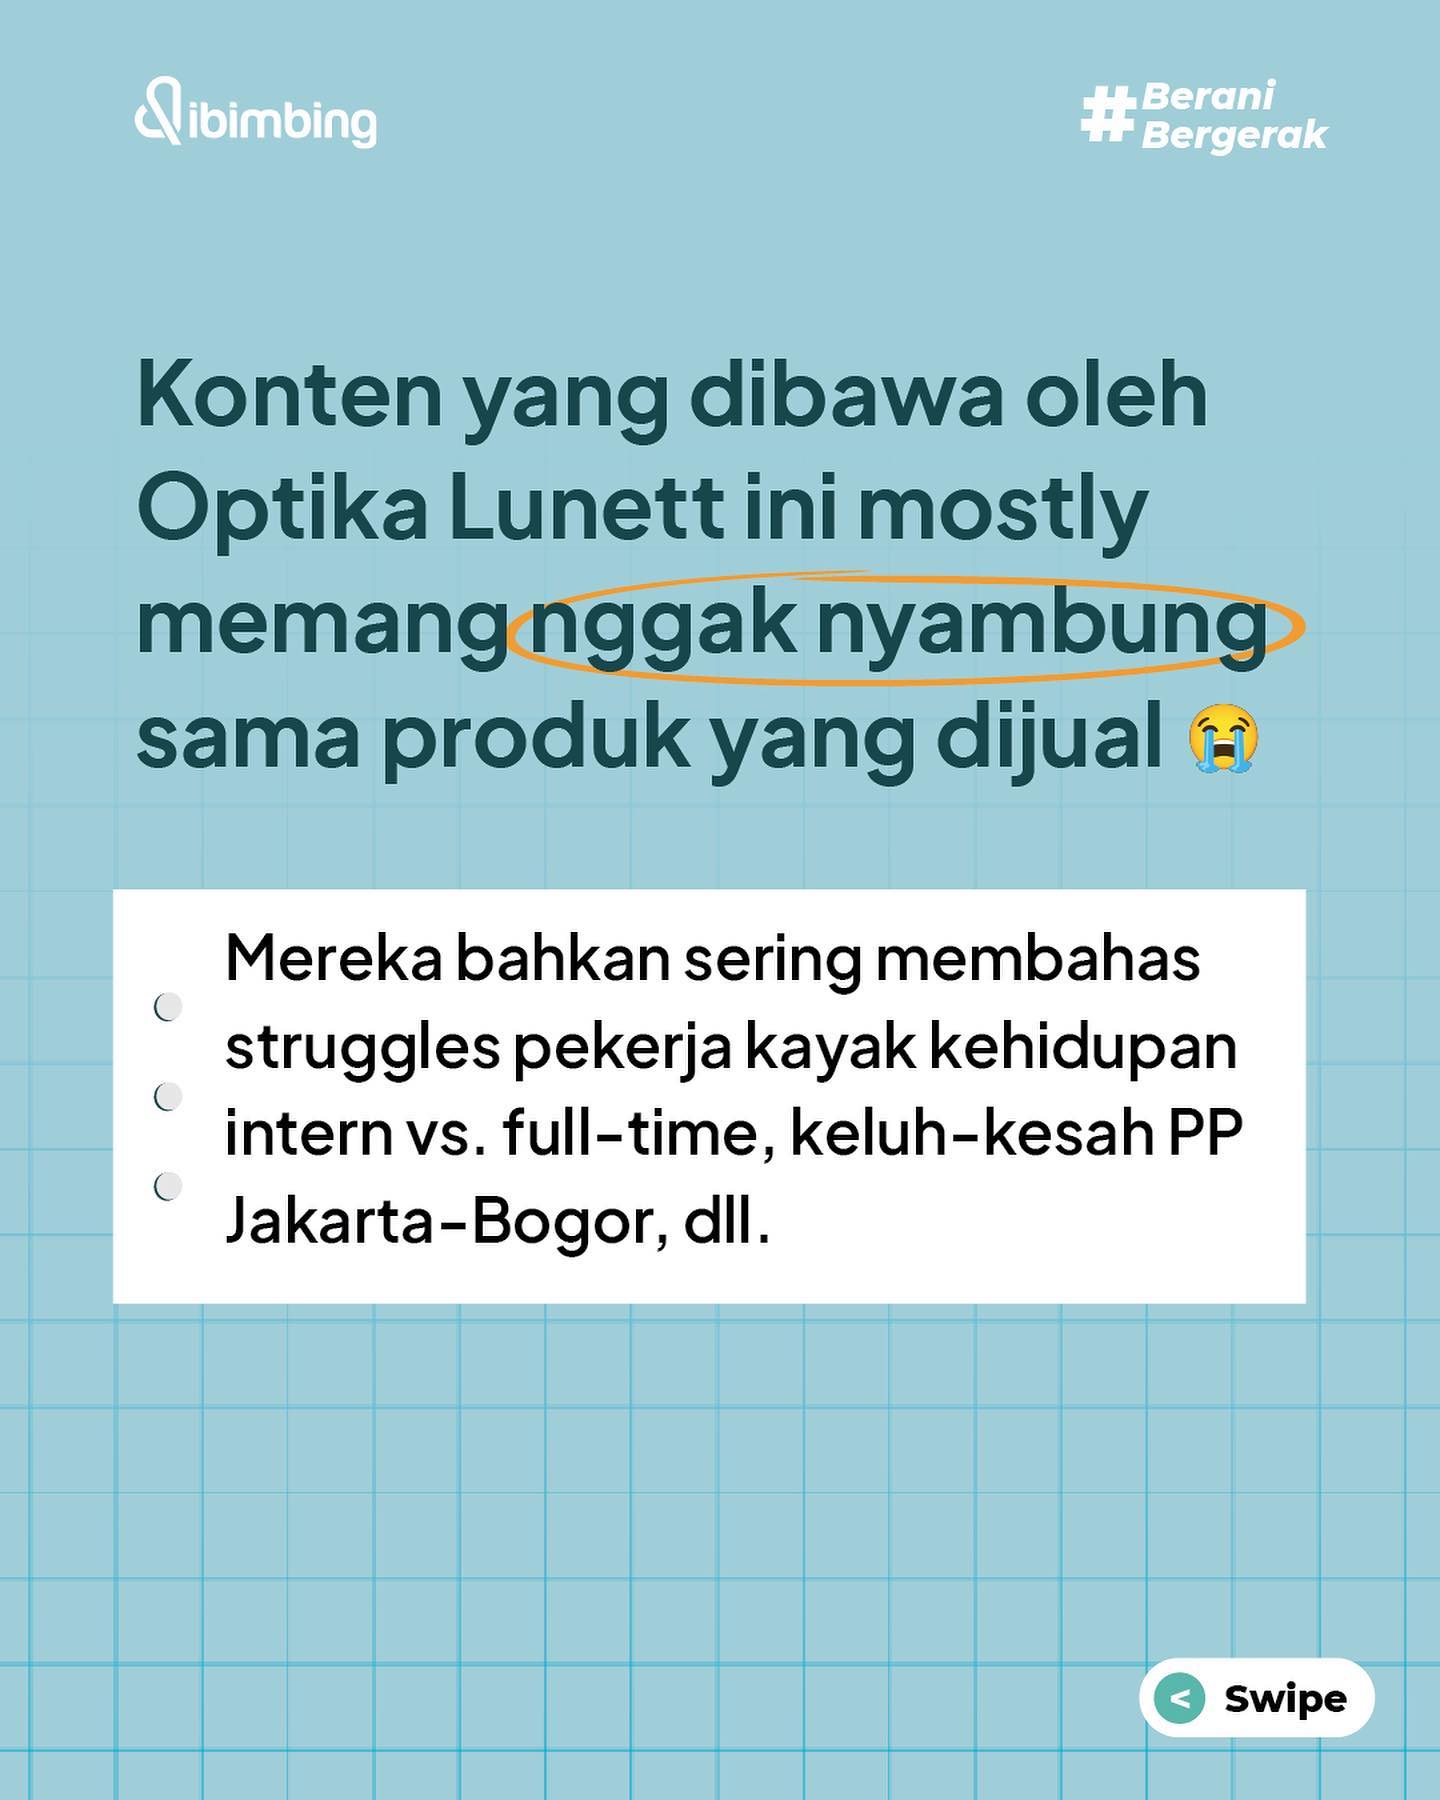 dibimbing
#Berani
Bergerak
Konten yang dibawa oleh
Optika Lunett ini mostly
memang nggak nyambung
sama produk yang dijual 😭
Mereka bahkan sering membahas
struggles pekerja kayak kehidupan
intern vs. full-time, keluh-kesah PP
Jakarta-Bogor, dll.
< Swipe